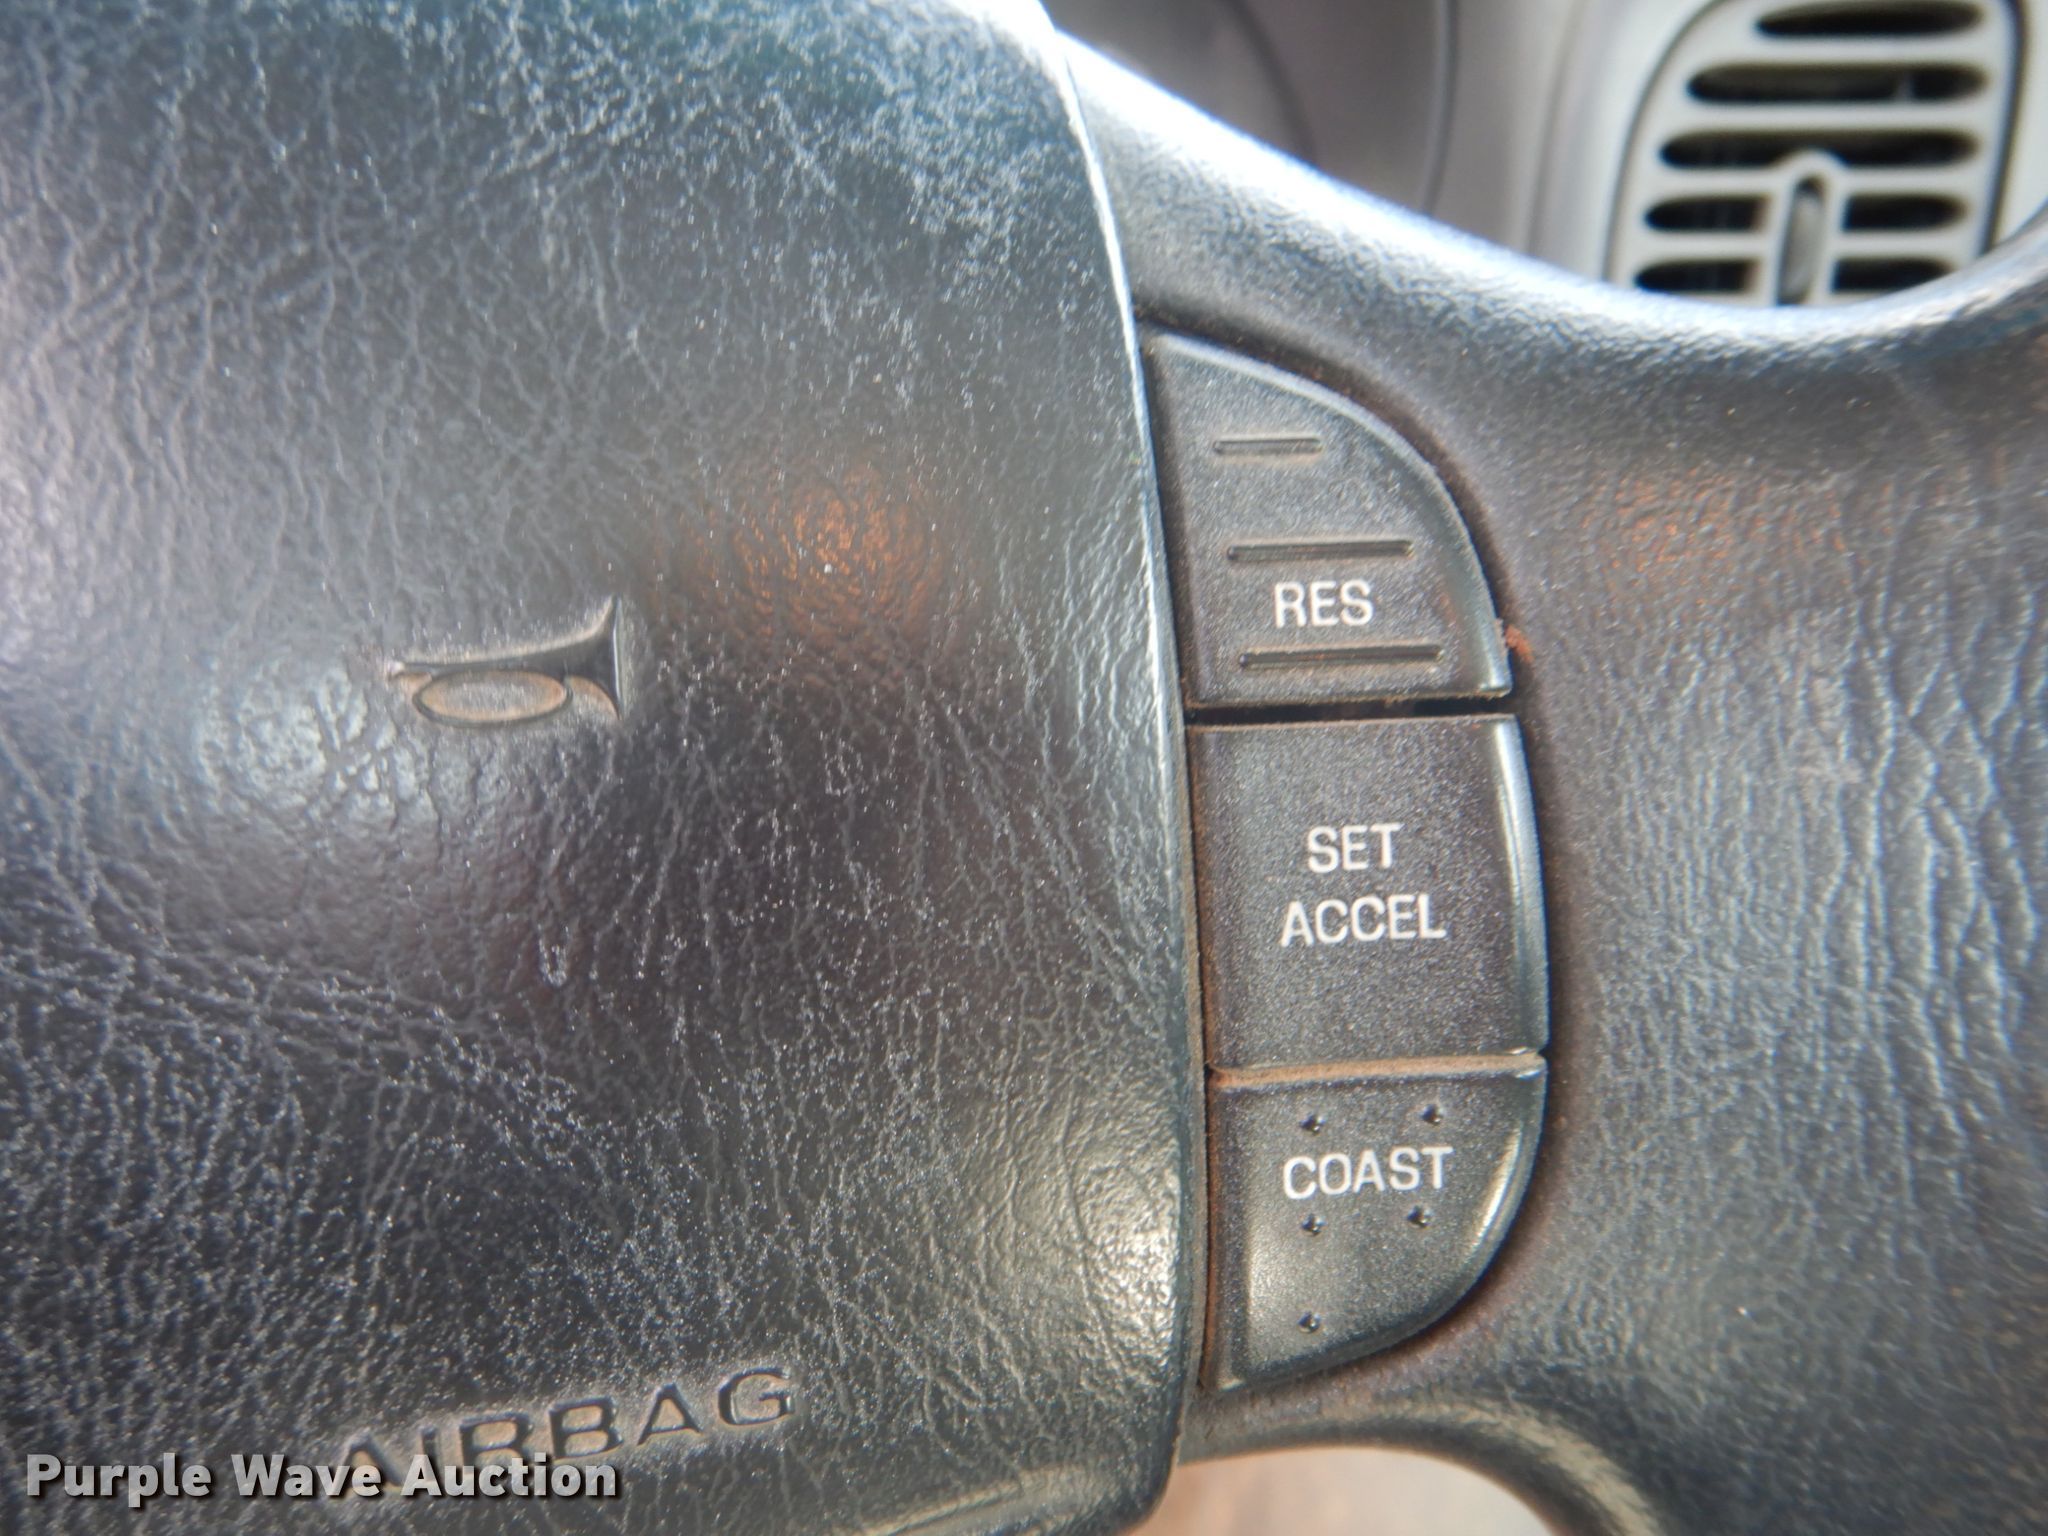 RES
SET
ACCEL
COAST
AIRBAG
Purple Wave Auction